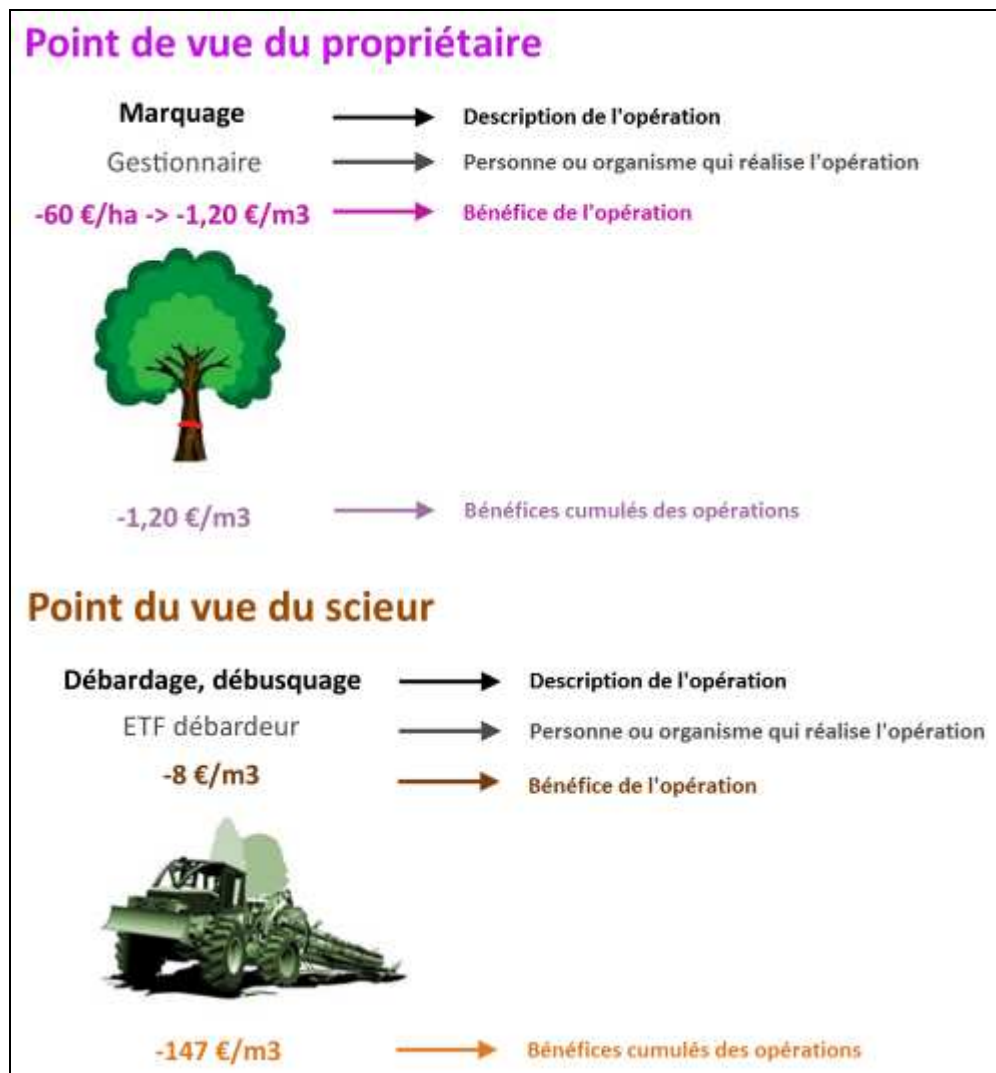 Point de vue du propriétaire
Marquage
Description de l'opération
Gestionnaire
Personne ou organisme qui réalise l'opération
-60 €/ha -> -1,20 €/m3
Bénéfice de l'opération
-1,20 €/m3
Bénéfices cumulés des opérations
Point du vue du scieur
Débardage, débusquage
Description de l'opération
ETF débardeur
Personne ou organisme qui réalise l'opération
-8 €/m3
Bénéfice de l'opération
-147 €/m3
Bénéfices cumulés des opérations